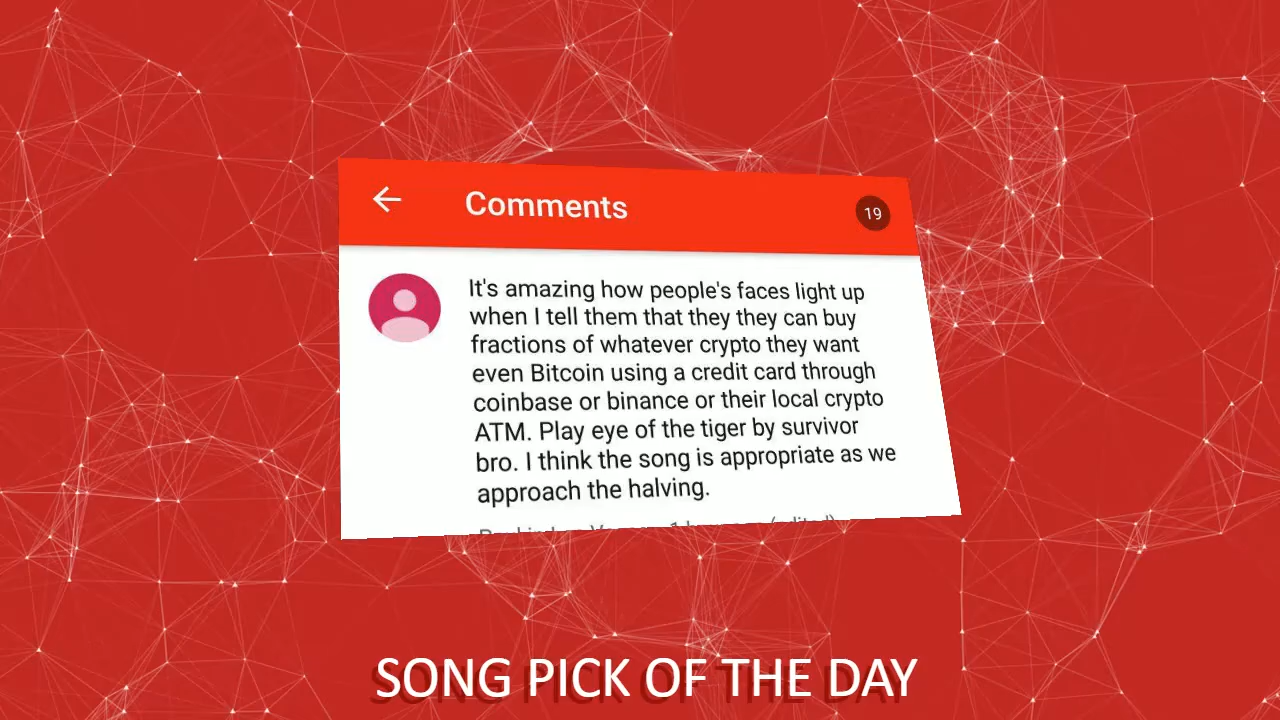 Comments
19
It's amazing how people's faces light up
when I tell them that they they can buy
fractions of whatever crypto they want
even Bitcoin using a credit card through
coinbase or binance or their local crypto
ATM. Play eye of the tiger by survivor
bro. I think the song is appropriate as we
approach the halving.
SONG PICK OF THE DAY